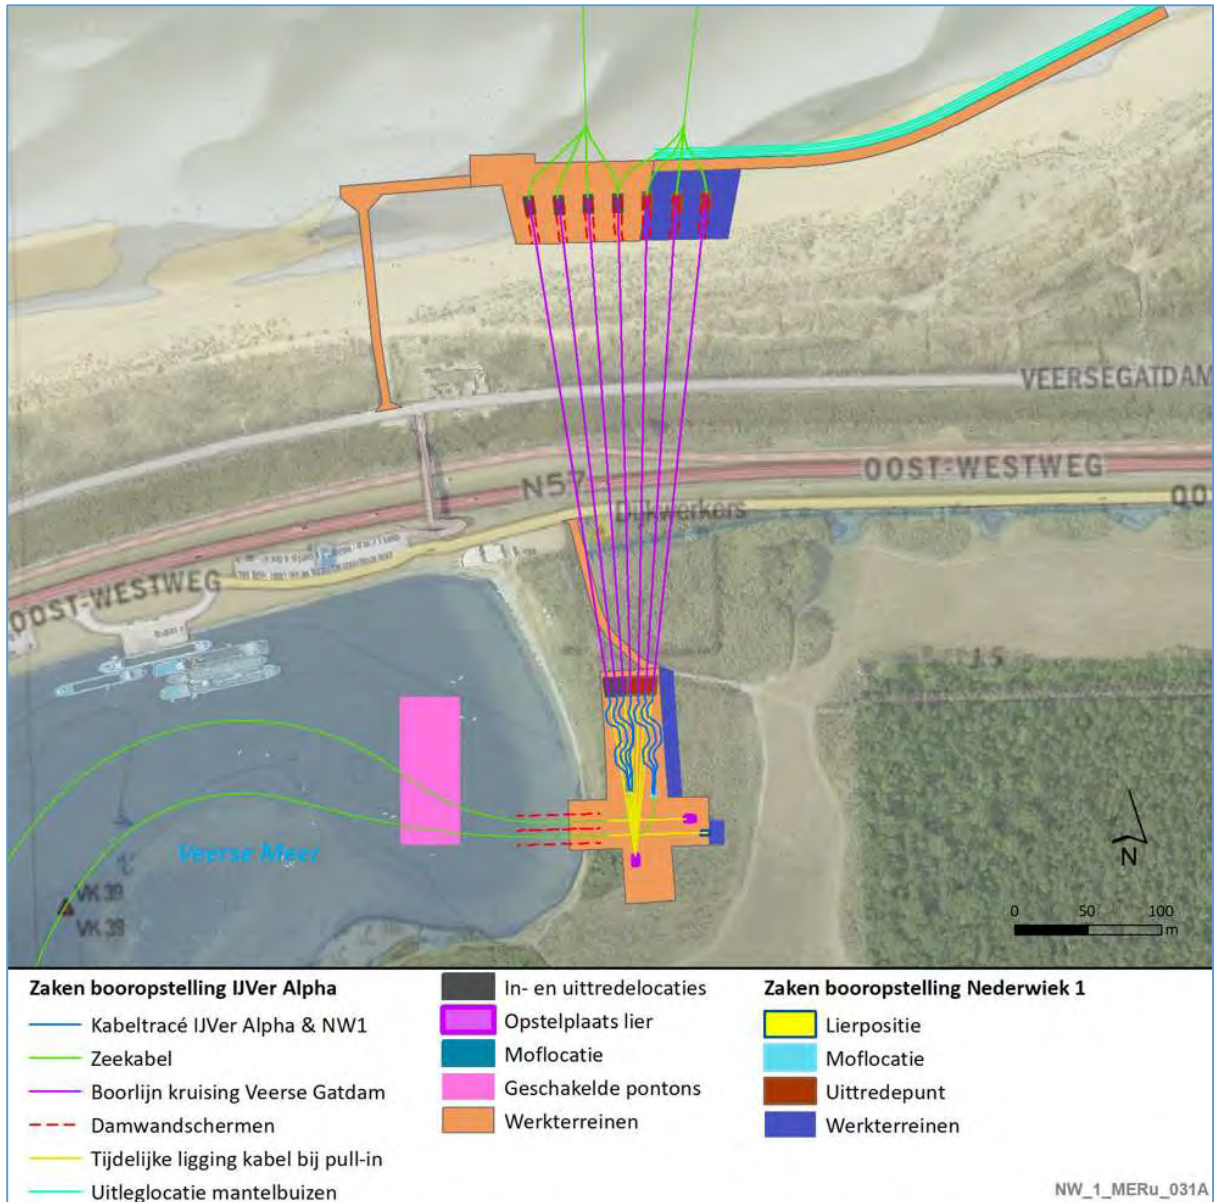 VEERSEGATDAM
OOST-WESTWEG
N57
OO
Dijkwerkers
OOST-WESTWEG
Veerse Meer
VK 39
VK 39
N
0 50 100
m
Zaken booropstelling IJVer Alpha
Kabeltracé IJVer Alpha & NW1
Zeekabel
Boorlijn kruising Veerse Gatdam
Damwandschermen
Tijdelijke ligging kabel bij pull-in
Uitleglocatie mantelbuizen
In- en uittredelocaties
Opstelplaats lier
Moflocatie
Geschakelde pontons
Werkterreinen
Zaken booropstelling Nederwiek 1
Lierpositie
Moflocatie
Uittredepunt
Werkterreinen
NW_1_MERu_031A